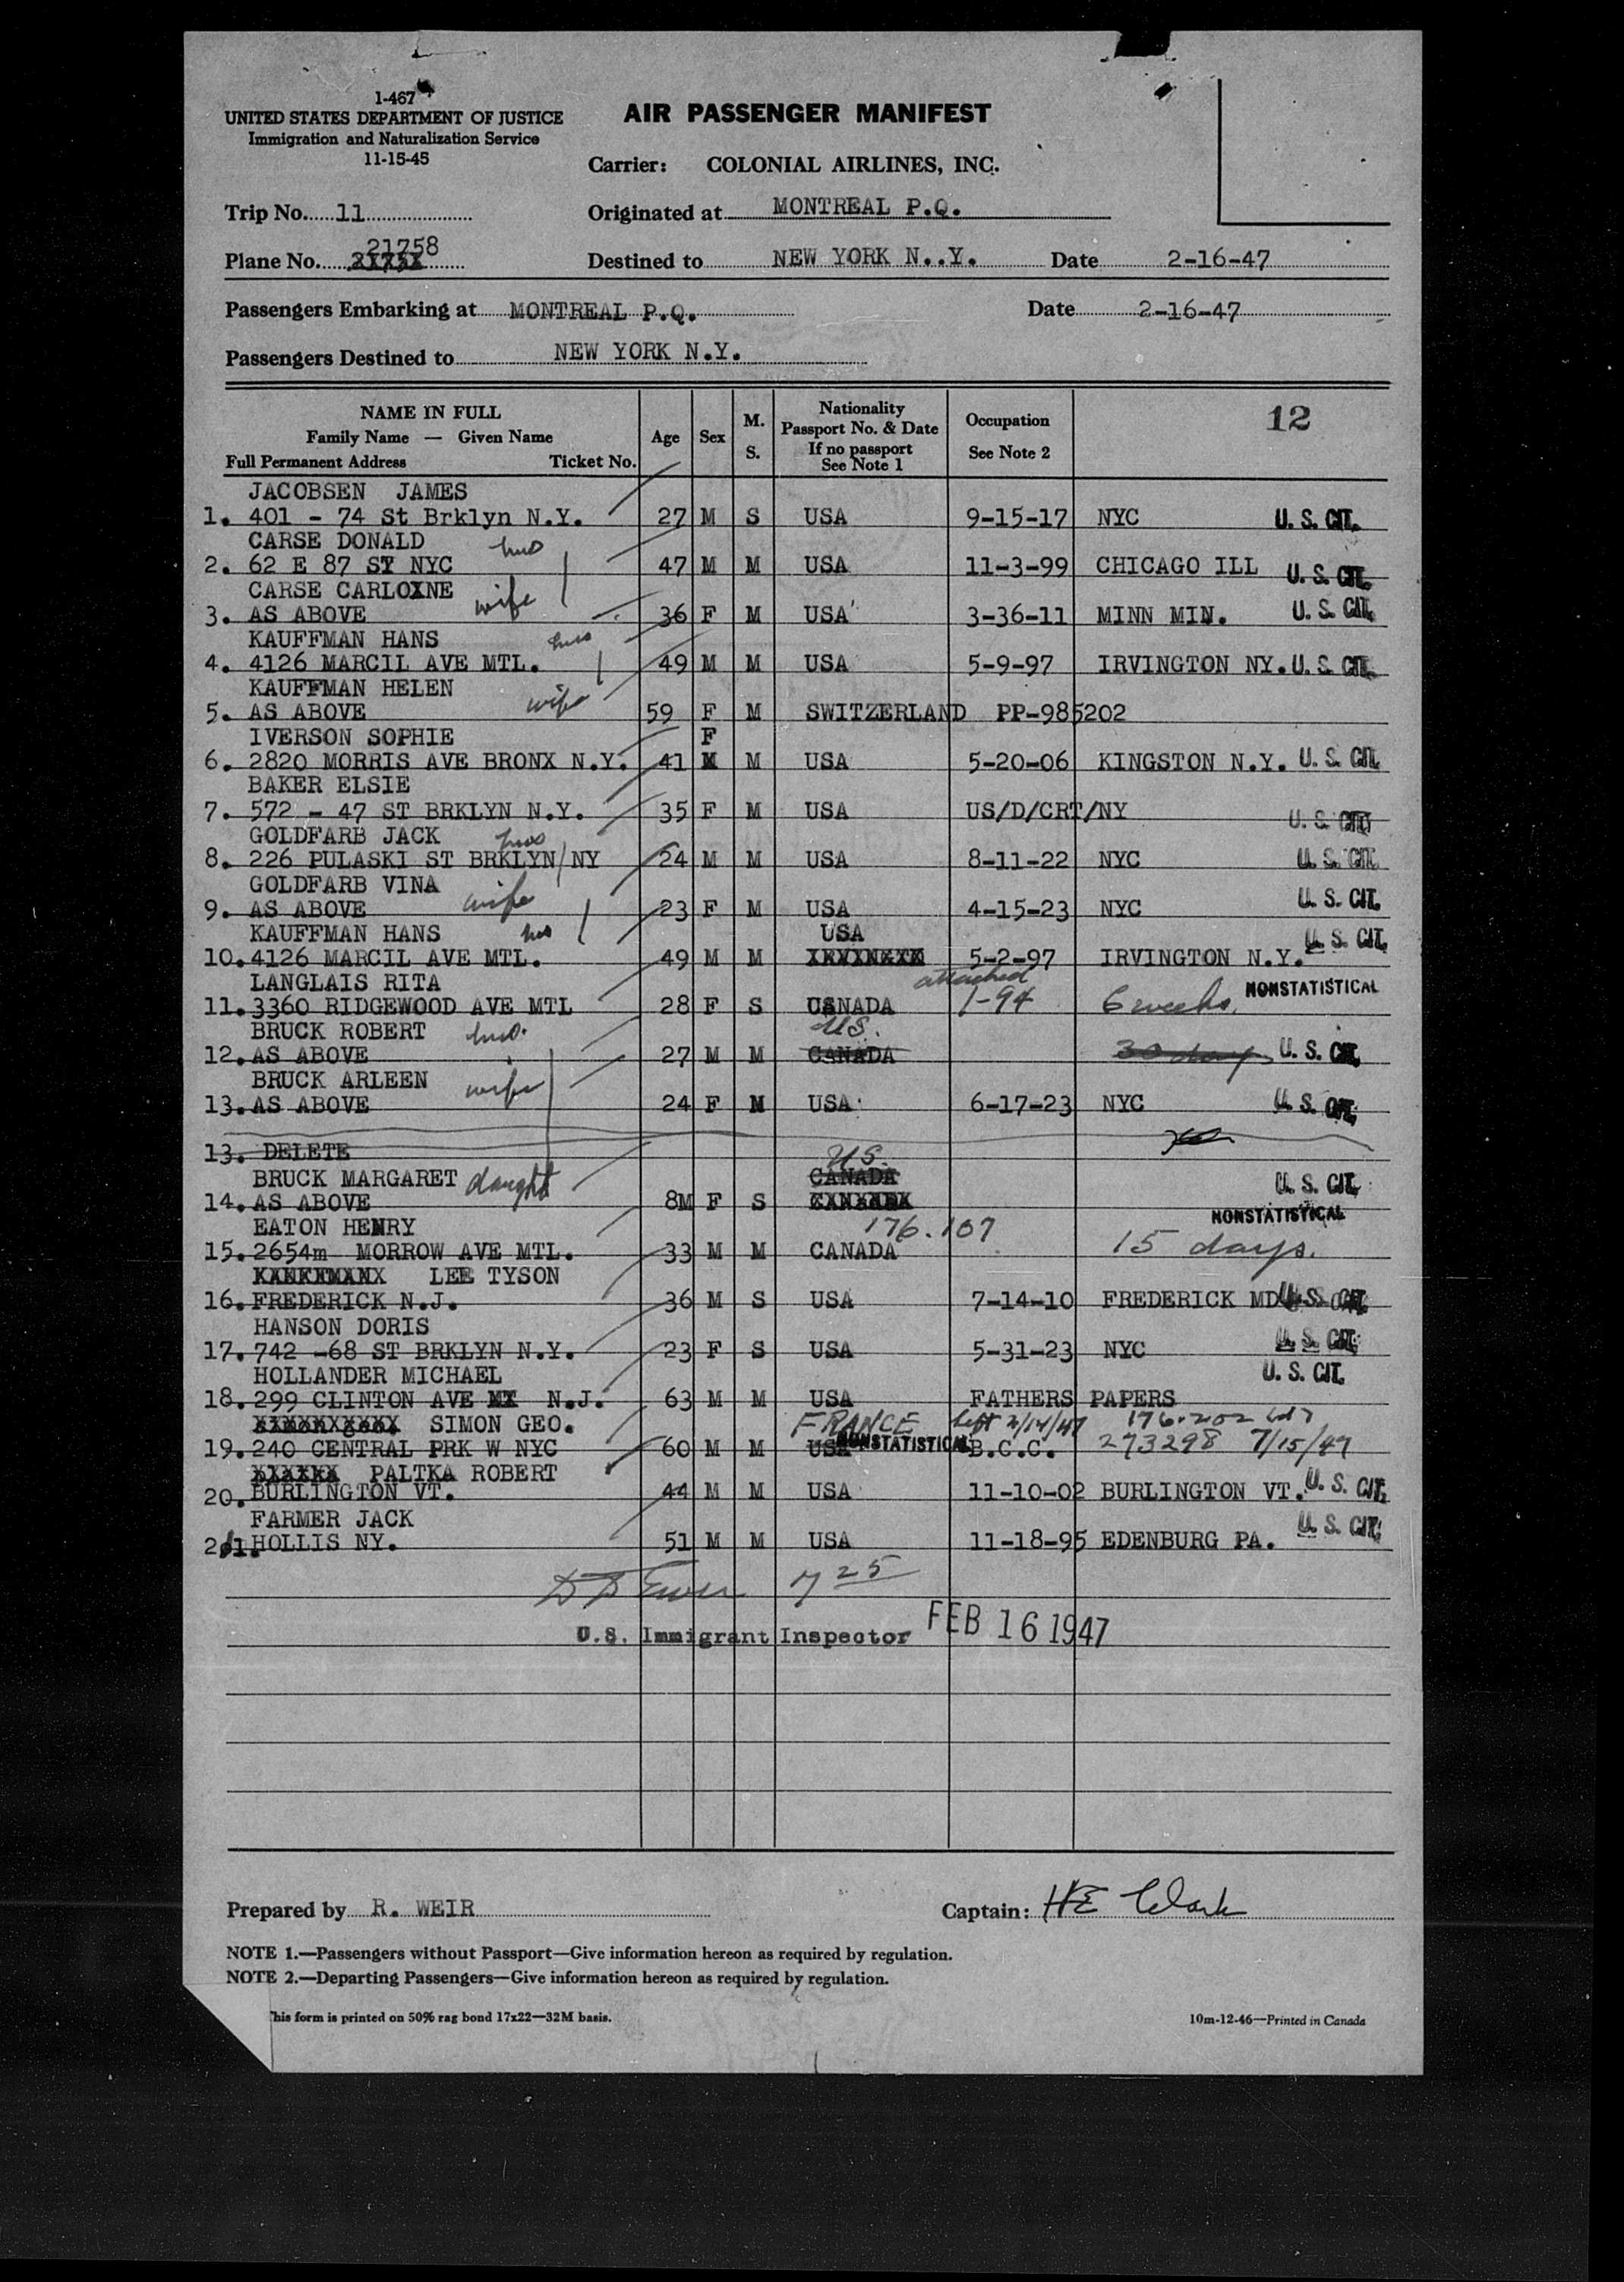 1-467
UNITED STATES DEPARTMENT OF JUSTICE
Immigration and Naturalization Service
11-15-45
AIR PASSENGER MANIFEST
Carrier: COLONIAL AIRLINES, INC.
Trip No. 11
Originated at MONTREAL P.Q.
21758
Plane No.
Destined to NEW YORK N..Y. Date 2-16-47
Passengers Embarking at MONTREAL P.Q. Date 2-16-47
Passengers Destined to NEW YORK N.Y.
NAME IN FULL
Family Name — Given Name
Full Permanent Address Ticket No.
Age Sex M. S.
Nationality
Passport No. & Date
If no passport
See Note 1
Occupation
See Note 2
12
JACOBSEN JAMES
1. 401 - 74 St Brklyn N.Y. 27 M S USA 9-15-17 NYC U. S. CIT.
CARSE DONALD hus
2. 62 E 87 ST NYC 47 M M USA 11-3-99 CHICAGO ILL U. S. CIT.
CARSE CARLOINE wife
3. AS ABOVE 36 F M USA 3-36-11 MINN MIN. U. S. CIT.
KAUFFMAN HANS hus
4. 4126 MARCIL AVE MTL. 49 M M USA 5-9-97 IRVINGTON NY. U. S. CIT.
KAUFFMAN HELEN wife
5. AS ABOVE 59 F M SWITZERLAND PP-985202
IVERSON SOPHIE F
6. 2820 MORRIS AVE BRONX N.Y. 41 M M USA 5-20-06 KINGSTON N.Y. U. S. CIT.
BAKER ELSIE
7. 572 - 47 ST BRKLYN N.Y. 35 F M USA US/D/CRT/NY U. S. CIT.
GOLDFARB JACK hus
8. 226 PULASKI ST BRKLYN NY 24 M M USA 8-11-22 NYC U. S. CIT.
GOLDFARB VINA wife
9. AS ABOVE 23 F M USA 4-15-23 NYC U. S. CIT.
KAUFFMAN HANS hus USA U. S. CIT.
10. 4126 MARCIL AVE MTL. 49 M M 5-2-97 IRVINGTON N.Y.
LANGLAIS RITA attached NONSTATISTICAL
11. 3360 RIDGEWOOD AVE MTL 28 F S CANADA 1-94 6 weeks.
BRUCK ROBERT hus. US.
12. AS ABOVE 27 M M CANADA 30 days U. S. CIT.
BRUCK ARLEEN wife
13. AS ABOVE 24 F M USA 6-17-23 NYC U. S. CIT.
13. DELETE
US.
BRUCK MARGARET daught CANADA U. S. CIT.
14. AS ABOVE 8M F S NONSTATISTICAL
EATON HENRY 176.107
15. 2654m MORROW AVE MTL. 33 M M CANADA 15 days.
LEE TYSON
16. FREDERICK N.J. 36 M S USA 7-14-10 FREDERICK MD U. S. CIT.
HANSON DORIS
17. 742 -68 ST BRKLYN N.Y. 23 F S USA 5-31-23 NYC U. S. CIT.
HOLLANDER MICHAEL U. S. CIT.
18. 299 CLINTON AVE N.J. 63 M M USA FATHERS PAPERS
SIMON GEO. FRANCE left 2/14/47 176.202
19. 240 CENTRAL PRK W NYC 60 M M USA NONSTATISTICAL B.C.C. 273298 7/15/47
PALTKA ROBERT
20. BURLINGTON VT. 44 M M USA 11-10-02 BURLINGTON VT. U. S. CIT.
FARMER JACK
21. HOLLIS NY. 51 M M USA 11-18-95 EDENBURG PA. U. S. CIT.
7 25
U.S. Immigrant Inspector FEB 16 1947
Prepared by R. WEIR
Captain: HE Clark
NOTE 1.—Passengers without Passport—Give information hereon as required by regulation.
NOTE 2.—Departing Passengers—Give information hereon as required by regulation.
his form is printed on 50% rag bond 17x22—32M basis.
10m-12-46—Printed in Canada